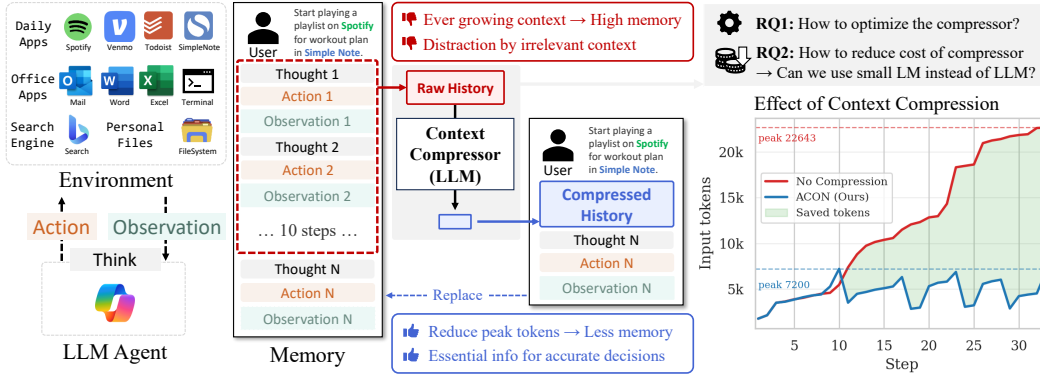 Daily
Apps
Spotify
Venmo
Todoist
SimpleNote
Office
Apps
Mail
Word
Excel
Terminal
Search
Engine
Search
Personal
Files
FileSystem
Environment
Action
Observation
Think
LLM Agent
User
Start playing a
playlist on Spotify
for workout plan
in Simple Note.
Thought 1
Action 1
Observation 1
Thought 2
Action 2
Observation 2
... 10 steps ...
Thought N
Action N
Observation N
Memory
Ever growing context → High memory
Distraction by irrelevant context
Raw History
Context
Compressor
(LLM)
User
Start playing a
playlist on Spotify
for workout plan
in Simple Note.
Compressed
History
Thought N
Action N
Observation N
Replace
Reduce peak tokens → Less memory
Essential info for accurate decisions
RQ1: How to optimize the compressor?
RQ2: How to reduce cost of compressor
→ Can we use small LM instead of LLM?
Effect of Context Compression
peak 22643
No Compression
ACON (Ours)
Saved tokens
peak 7200
Input tokens
20k
15k
10k
5k
5
10
15
20
25
30
Step